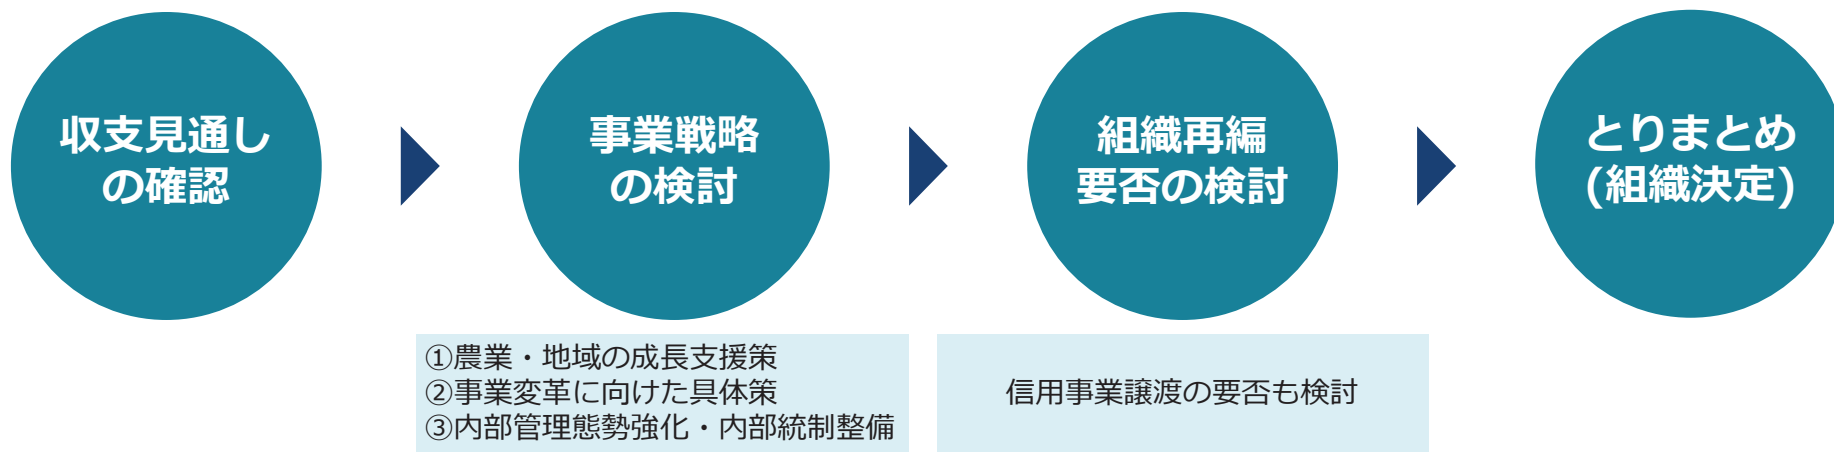 収支見通し
の確認
事業戦略
の検討
組織再編
要否の検討
とりまとめ
(組織決定)
①農業・地域の成長支援策
②事業変革に向けた具体策
③内部管理態勢強化・内部統制整備
信用事業譲渡の要否も検討